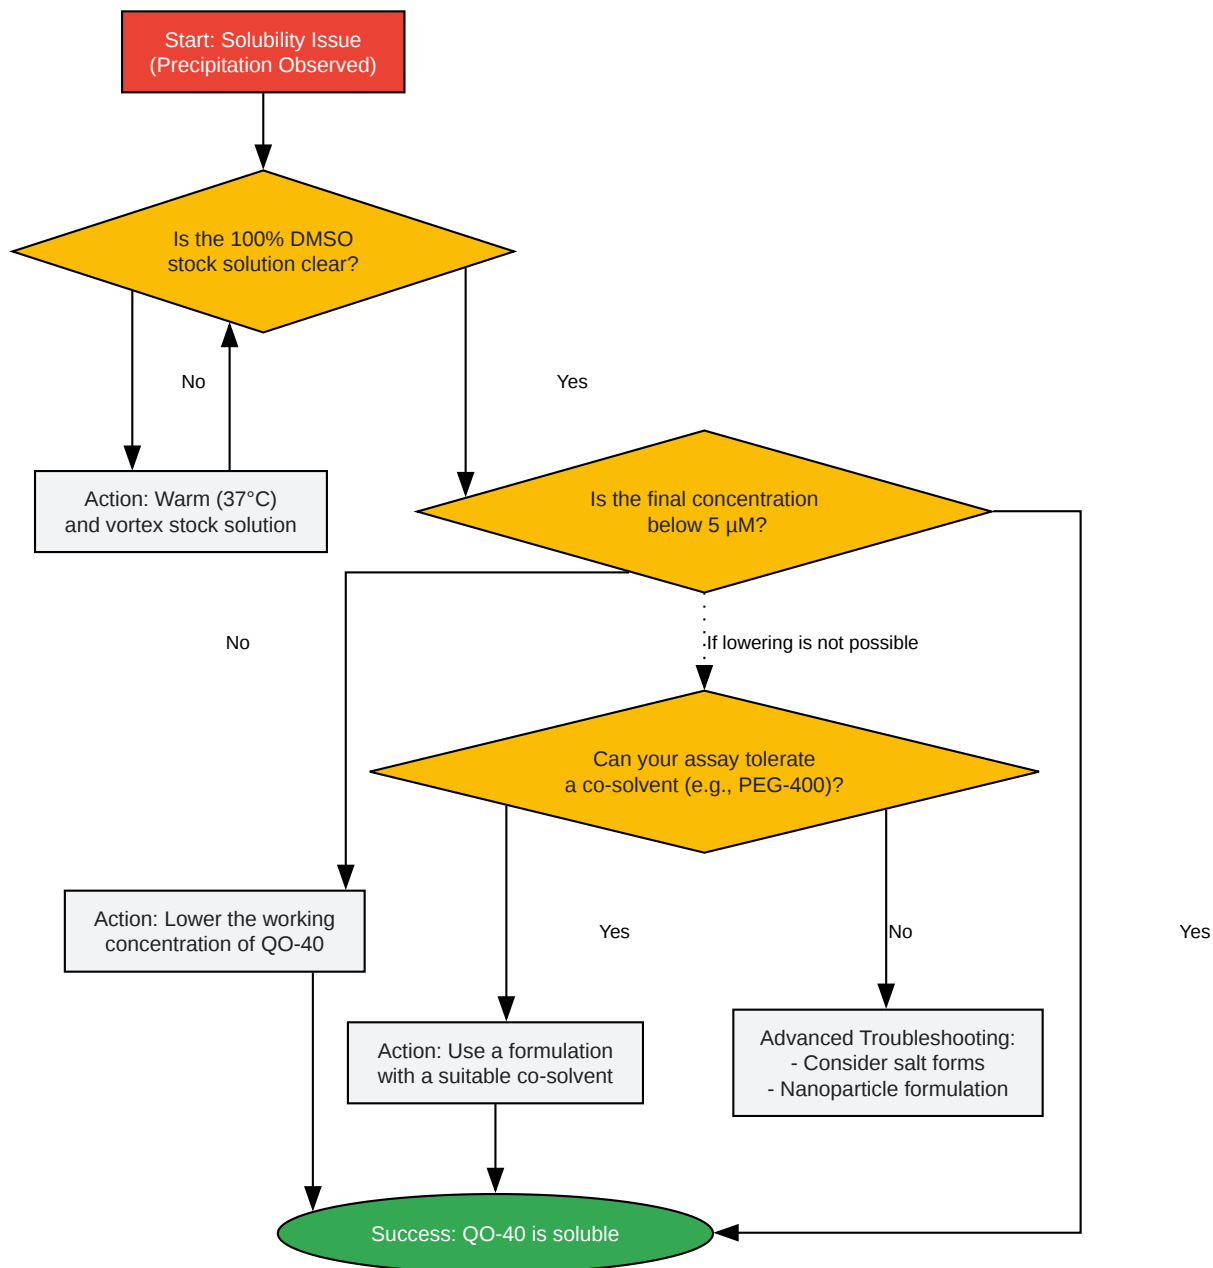 Start: Solubility Issue
(Precipitation Observed)
Is the 100% DMSO
stock solution clear?
No
Yes
Action: Warm (37°C)
and vortex stock solution
Is the final concentration
below 5 µM?
No
If lowering is not possible
Can your assay tolerate
a co-solvent (e.g., PEG-400)?
Action: Lower the working
concentration of QO-40
Yes
No
Yes
Action: Use a formulation
with a suitable co-solvent
Advanced Troubleshooting:
- Consider salt forms
- Nanoparticle formulation
Success: QO-40 is soluble